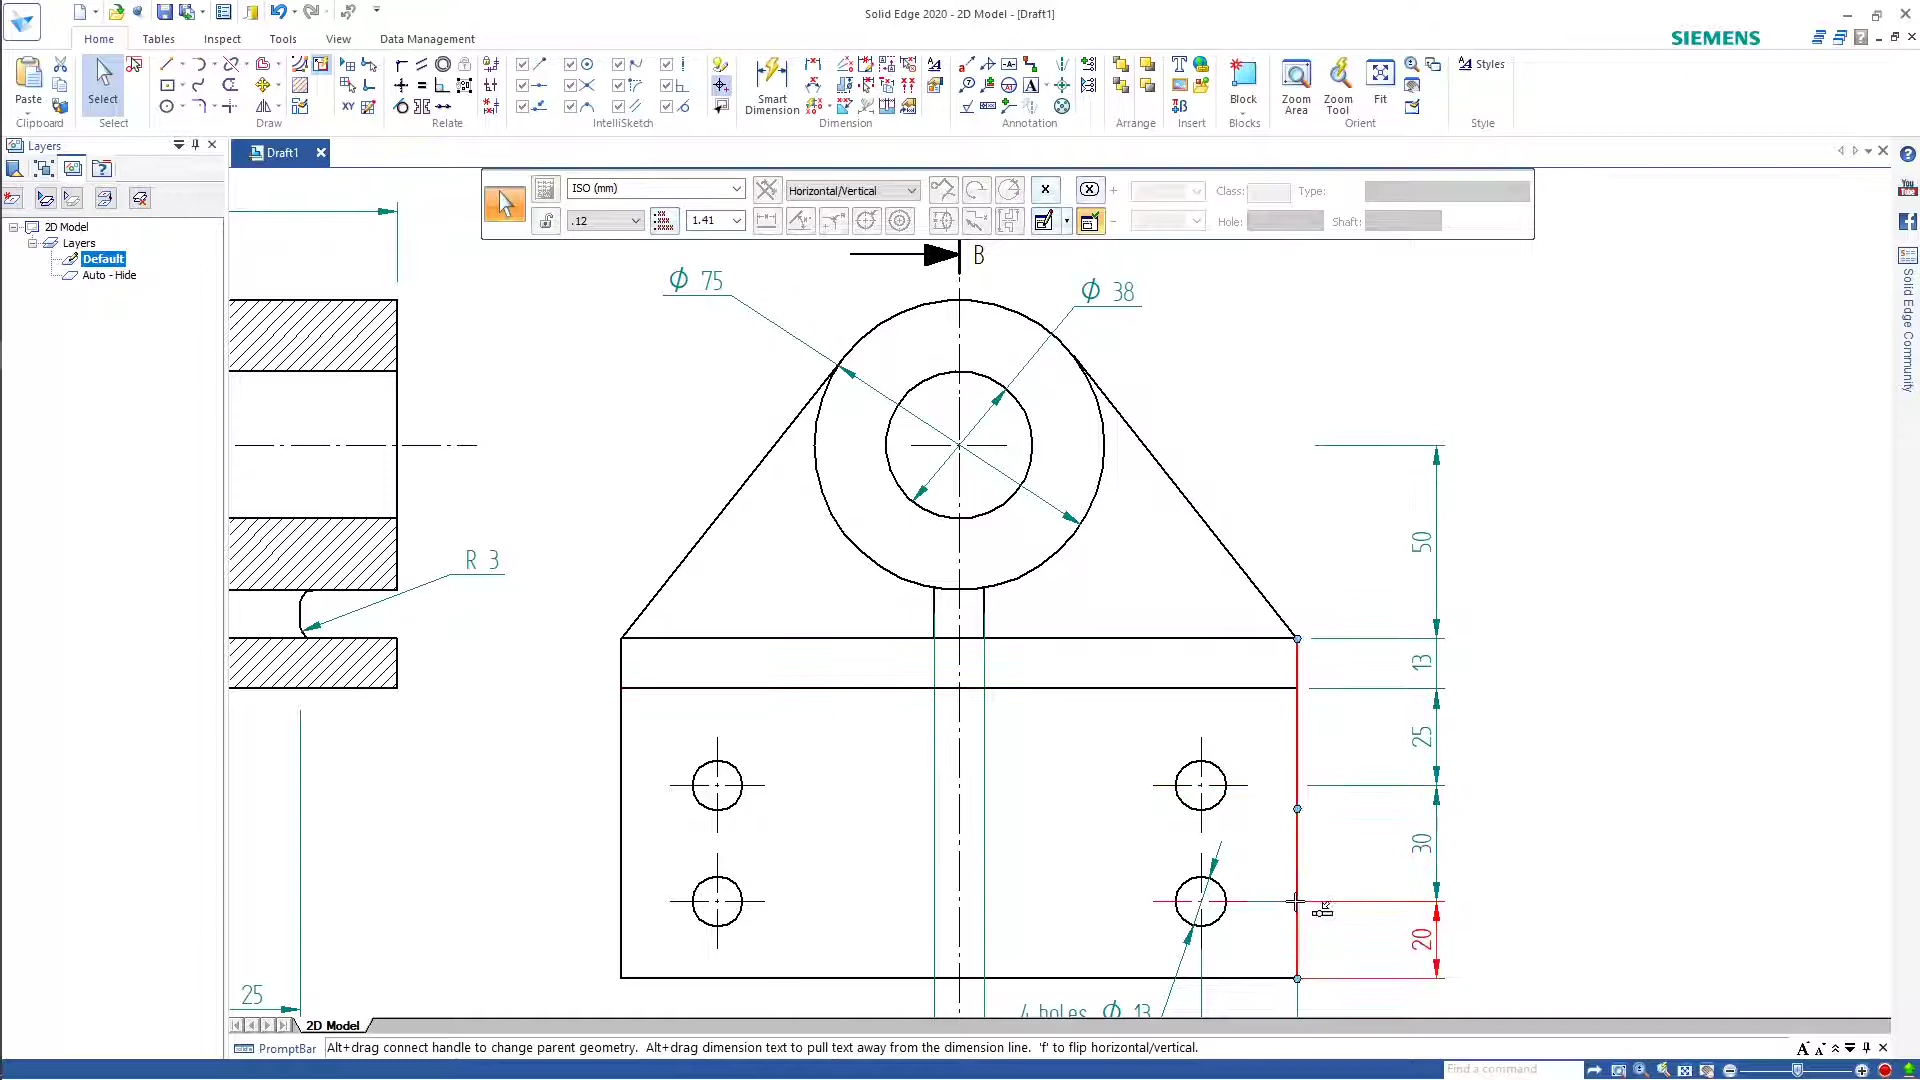 Solid Edge 2020 - 2D Model - [Draft1]
Home Tables Inspect Sketch Tools View Data Management
SIEMENS
Paste
Select
Smart Dimension
Block
Zoom Area
Zoom Tool
Fit
Styles
Clipboard Select Draw Relate IntelliSketch Dimension Annotation Arrange Insert Blocks Orient Style
Layers
Draft1
ISO (mm)
Horizontal/Vertical
Class:
Type:
.12
1.41
Hole:
Shaft:
2D Model
Layers
Default
Auto - Hide
B
Φ 75
Φ 38
50
R 3
13
25
30
20
25
4 holes Φ 13
You Tube
Solid Edge Community
2D Model
PromptBar
Alt+drag connect handle to change parent geometry. Alt+drag dimension text to pull text away from the dimension line. 'f' to flip horizontal/vertical.
Find a command